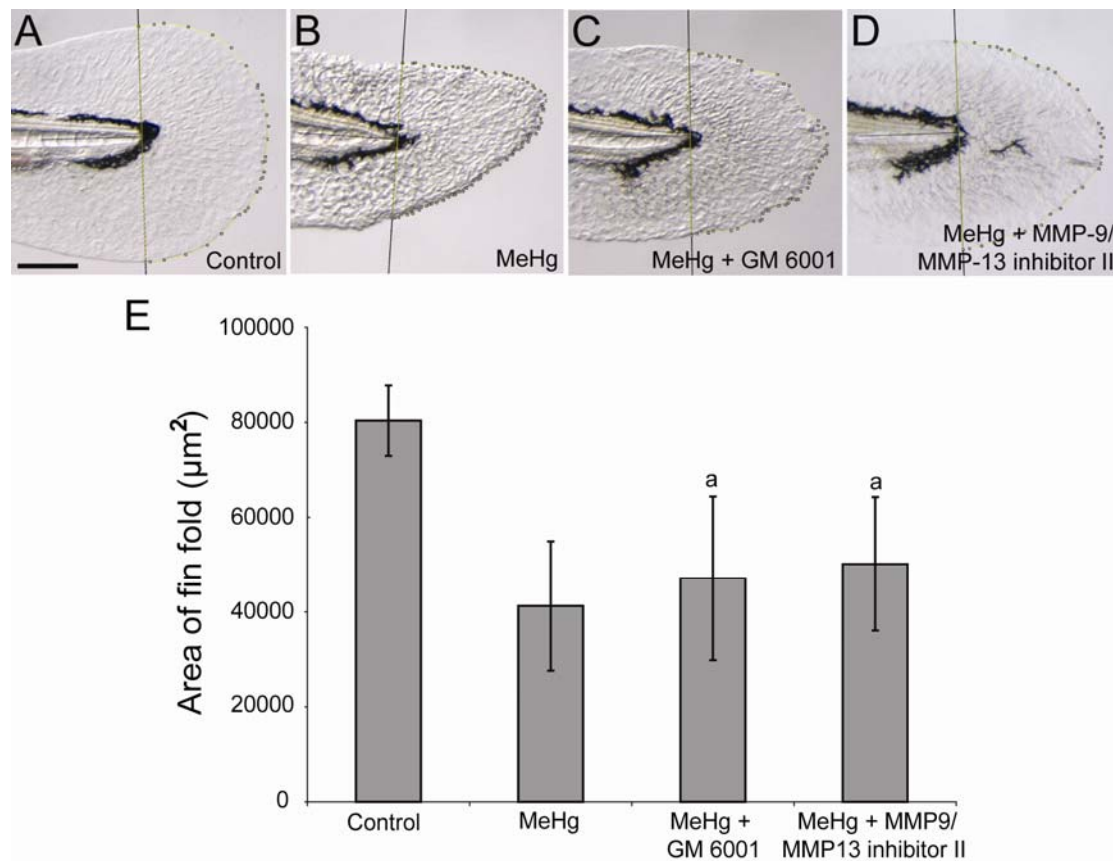 A
B
C
D
Control
MeHg
MeHg + GM 6001
MeHg + MMP-9/
MMP-13 inhibitor II
E
Area of fin fold (µm²)
100000
80000
60000
40000
20000
0
a
a
Control
MeHg
MeHg +
GM 6001
MeHg + MMP9/
MMP13 inhibitor II